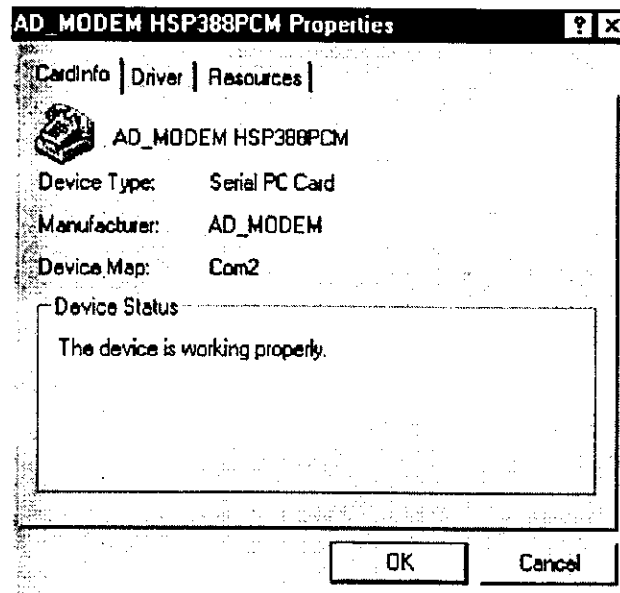 AD_MODEM HSP388PCM Properties
CardInfo Driver Resources
AD_MODEM HSP388PCM
Device Type: Serial PC Card
Manufacturer: AD_MODEM
Device Map: Com2
Device Status
The device is working properly.
OK Cancel